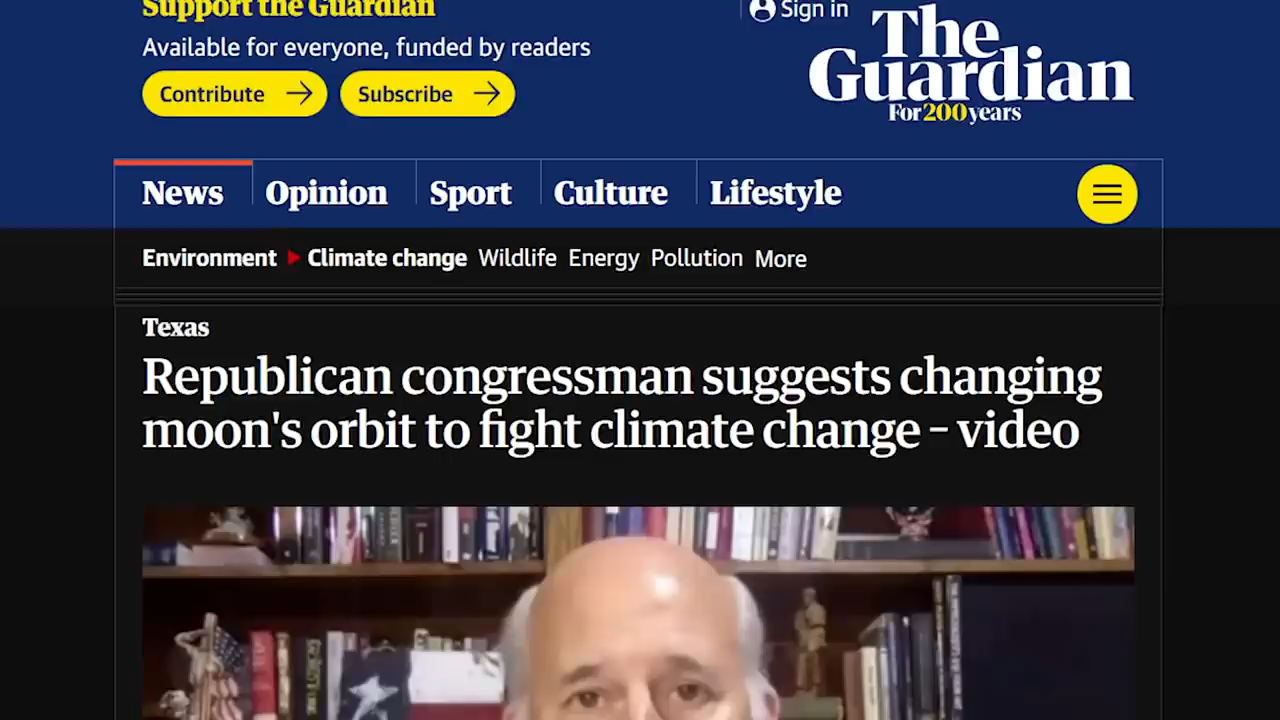 Support the Guardian
Available for everyone, funded by readers
Contribute
Subscribe
Sign in
The
Guardian
For 200 years
News
Opinion
Sport
Culture
Lifestyle
Environment
Climate change
Wildlife
Energy
Pollution
More
Texas
Republican congressman suggests changing
moon's orbit to fight climate change – video